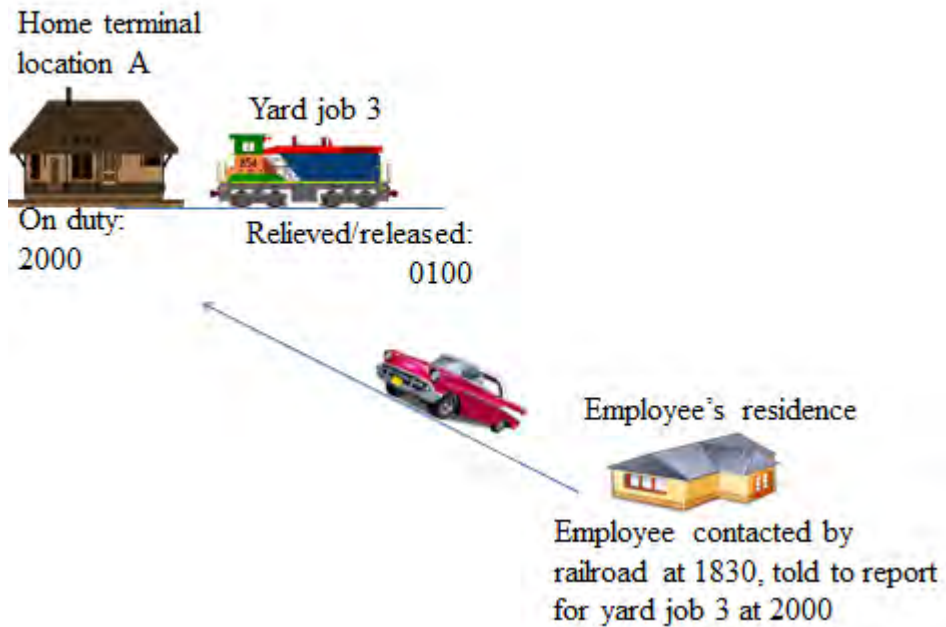 Home terminal
location A
Yard job 3
On duty:
2000
Relieved/released:
0100
Employee's residence
Employee contacted by
railroad at 1830, told to report
for yard job 3 at 2000